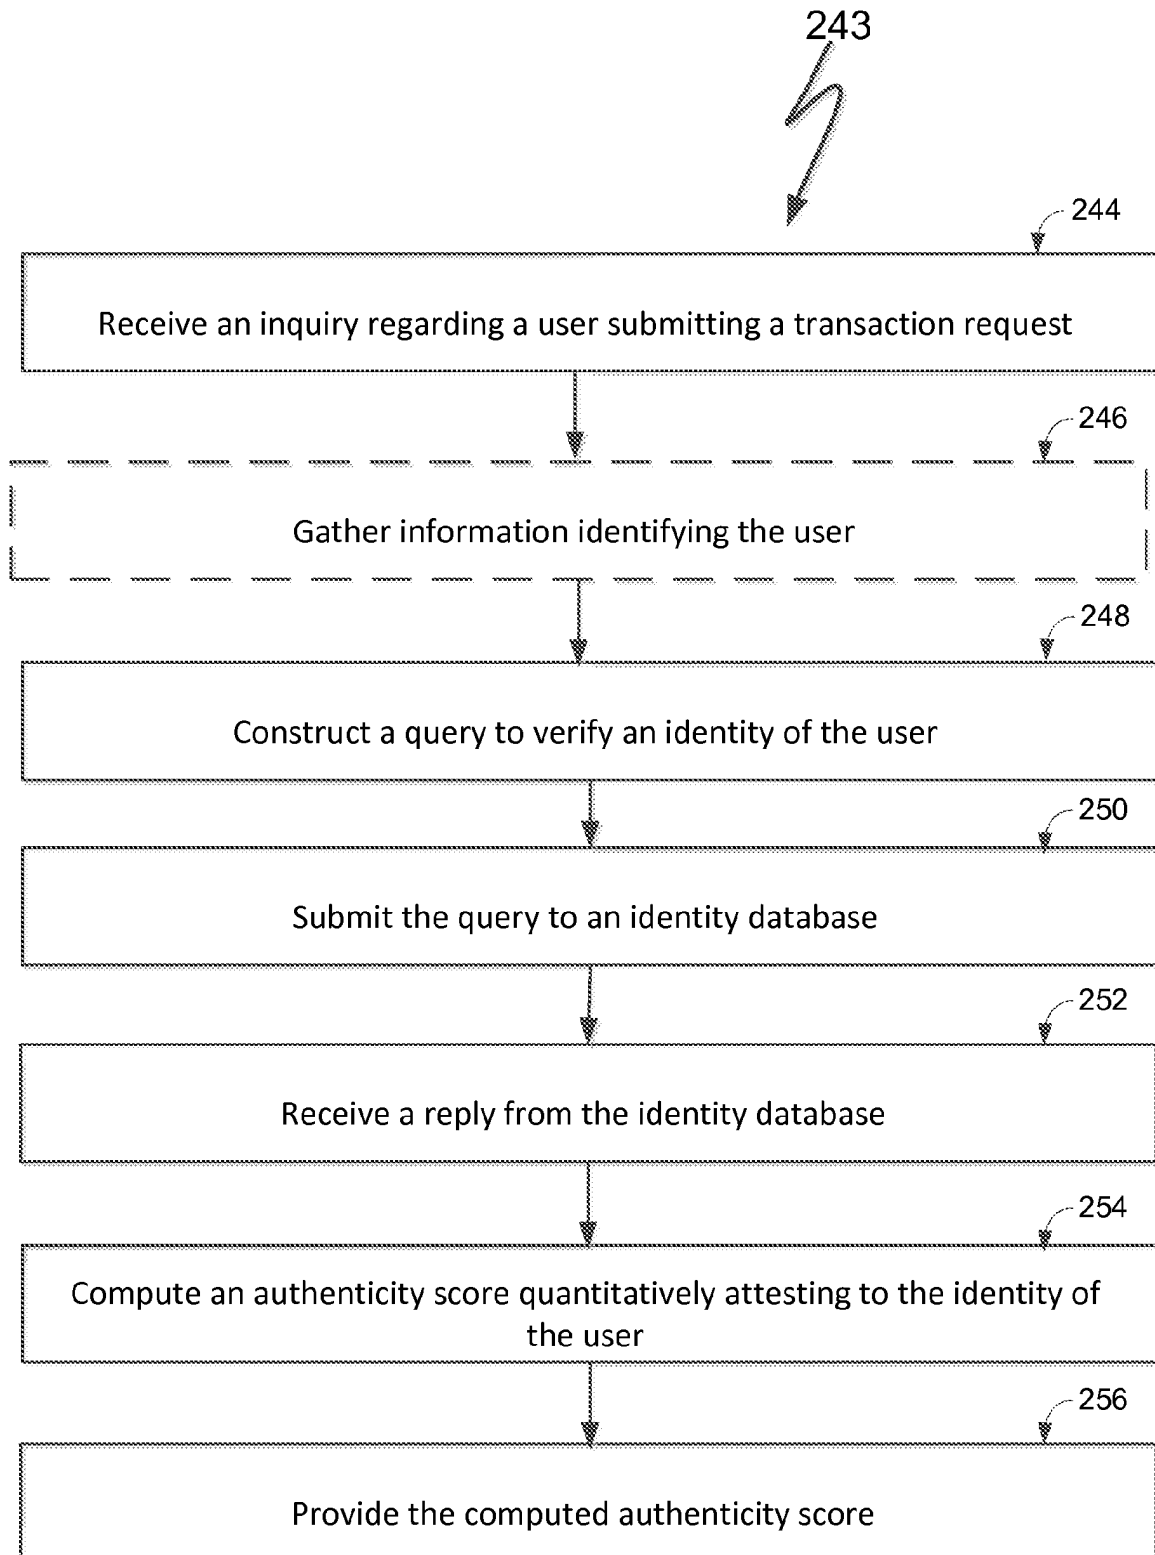 243
244
Receive an inquiry regarding a user submitting a transaction request
246
Gather information identifying the user
248
Construct a query to verify an identity of the user
250
Submit the query to an identity database
252
Receive a reply from the identity database
254
Compute an authenticity score quantitatively attesting to the identity of
the user
256
Provide the computed authenticity score